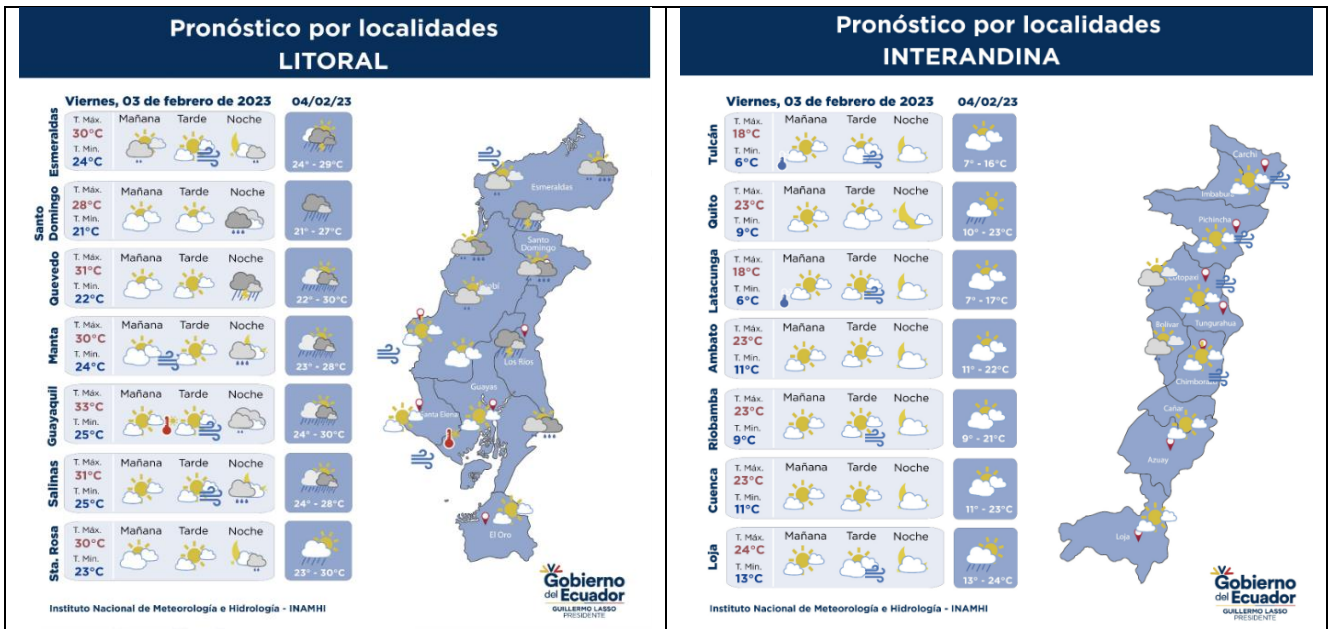 Pronóstico por localidades
LITORAL
Viernes, 03 de febrero de 2023 04/02/23
Esmeraldas
T. Máx. Mañana Tarde Noche
30°C
T. Min.
24°C
24° - 29°C
Santo
Domingo
T. Máx. Mañana Tarde Noche
28°C
T. Min.
21°C
21° - 27°C
Quevedo
T. Máx. Mañana Tarde Noche
31°C
T. Min.
22°C
22° - 30°C
Manta
T. Máx. Mañana Tarde Noche
30°C
T. Min.
24°C
23° - 28°C
Guayaquil
T. Máx. Mañana Tarde Noche
33°C
T. Min.
25°C
24° - 30°C
Salinas
T. Máx. Mañana Tarde Noche
31°C
T. Min.
25°C
24° - 28°C
Sta. Rosa
T. Máx. Mañana Tarde Noche
30°C
T. Min.
23°C
23° - 30°C
Esmeraldas
Santo
Domingo
Los Rios
Guayas
Santa Elena
El Oro
Gobierno
del Ecuador
GUILLERMO LASSO
PRESIDENTE
Instituto Nacional de Meteorología e Hidrología - INAMHI
Pronóstico por localidades
INTERANDINA
Viernes, 03 de febrero de 2023 04/02/23
Tulcán
T. Máx. Mañana Tarde Noche
18°C
T. Min.
6°C
7° - 16°C
Quito
T. Máx. Mañana Tarde Noche
23°C
T. Min.
9°C
10° - 23°C
Latacunga
T. Máx. Mañana Tarde Noche
18°C
T. Min.
6°C
7° - 17°C
Ambato
T. Máx. Mañana Tarde Noche
23°C
T. Min.
11°C
11° - 22°C
Riobamba
T. Máx. Mañana Tarde Noche
23°C
T. Min.
9°C
9° - 21°C
Cuenca
T. Máx. Mañana Tarde Noche
23°C
T. Min.
11°C
11° - 23°C
Loja
T. Máx. Mañana Tarde Noche
24°C
T. Min.
13°C
13° - 24°C
Carchi
Imbabura
Pichincha
Cotopaxi
Bolívar
Tungurahua
Chimborazo
Cañar
Azuay
Loja
Gobierno
del Ecuador
GUILLERMO LASSO
PRESIDENTE
Instituto Nacional de Meteorología e Hidrología - INAMHI